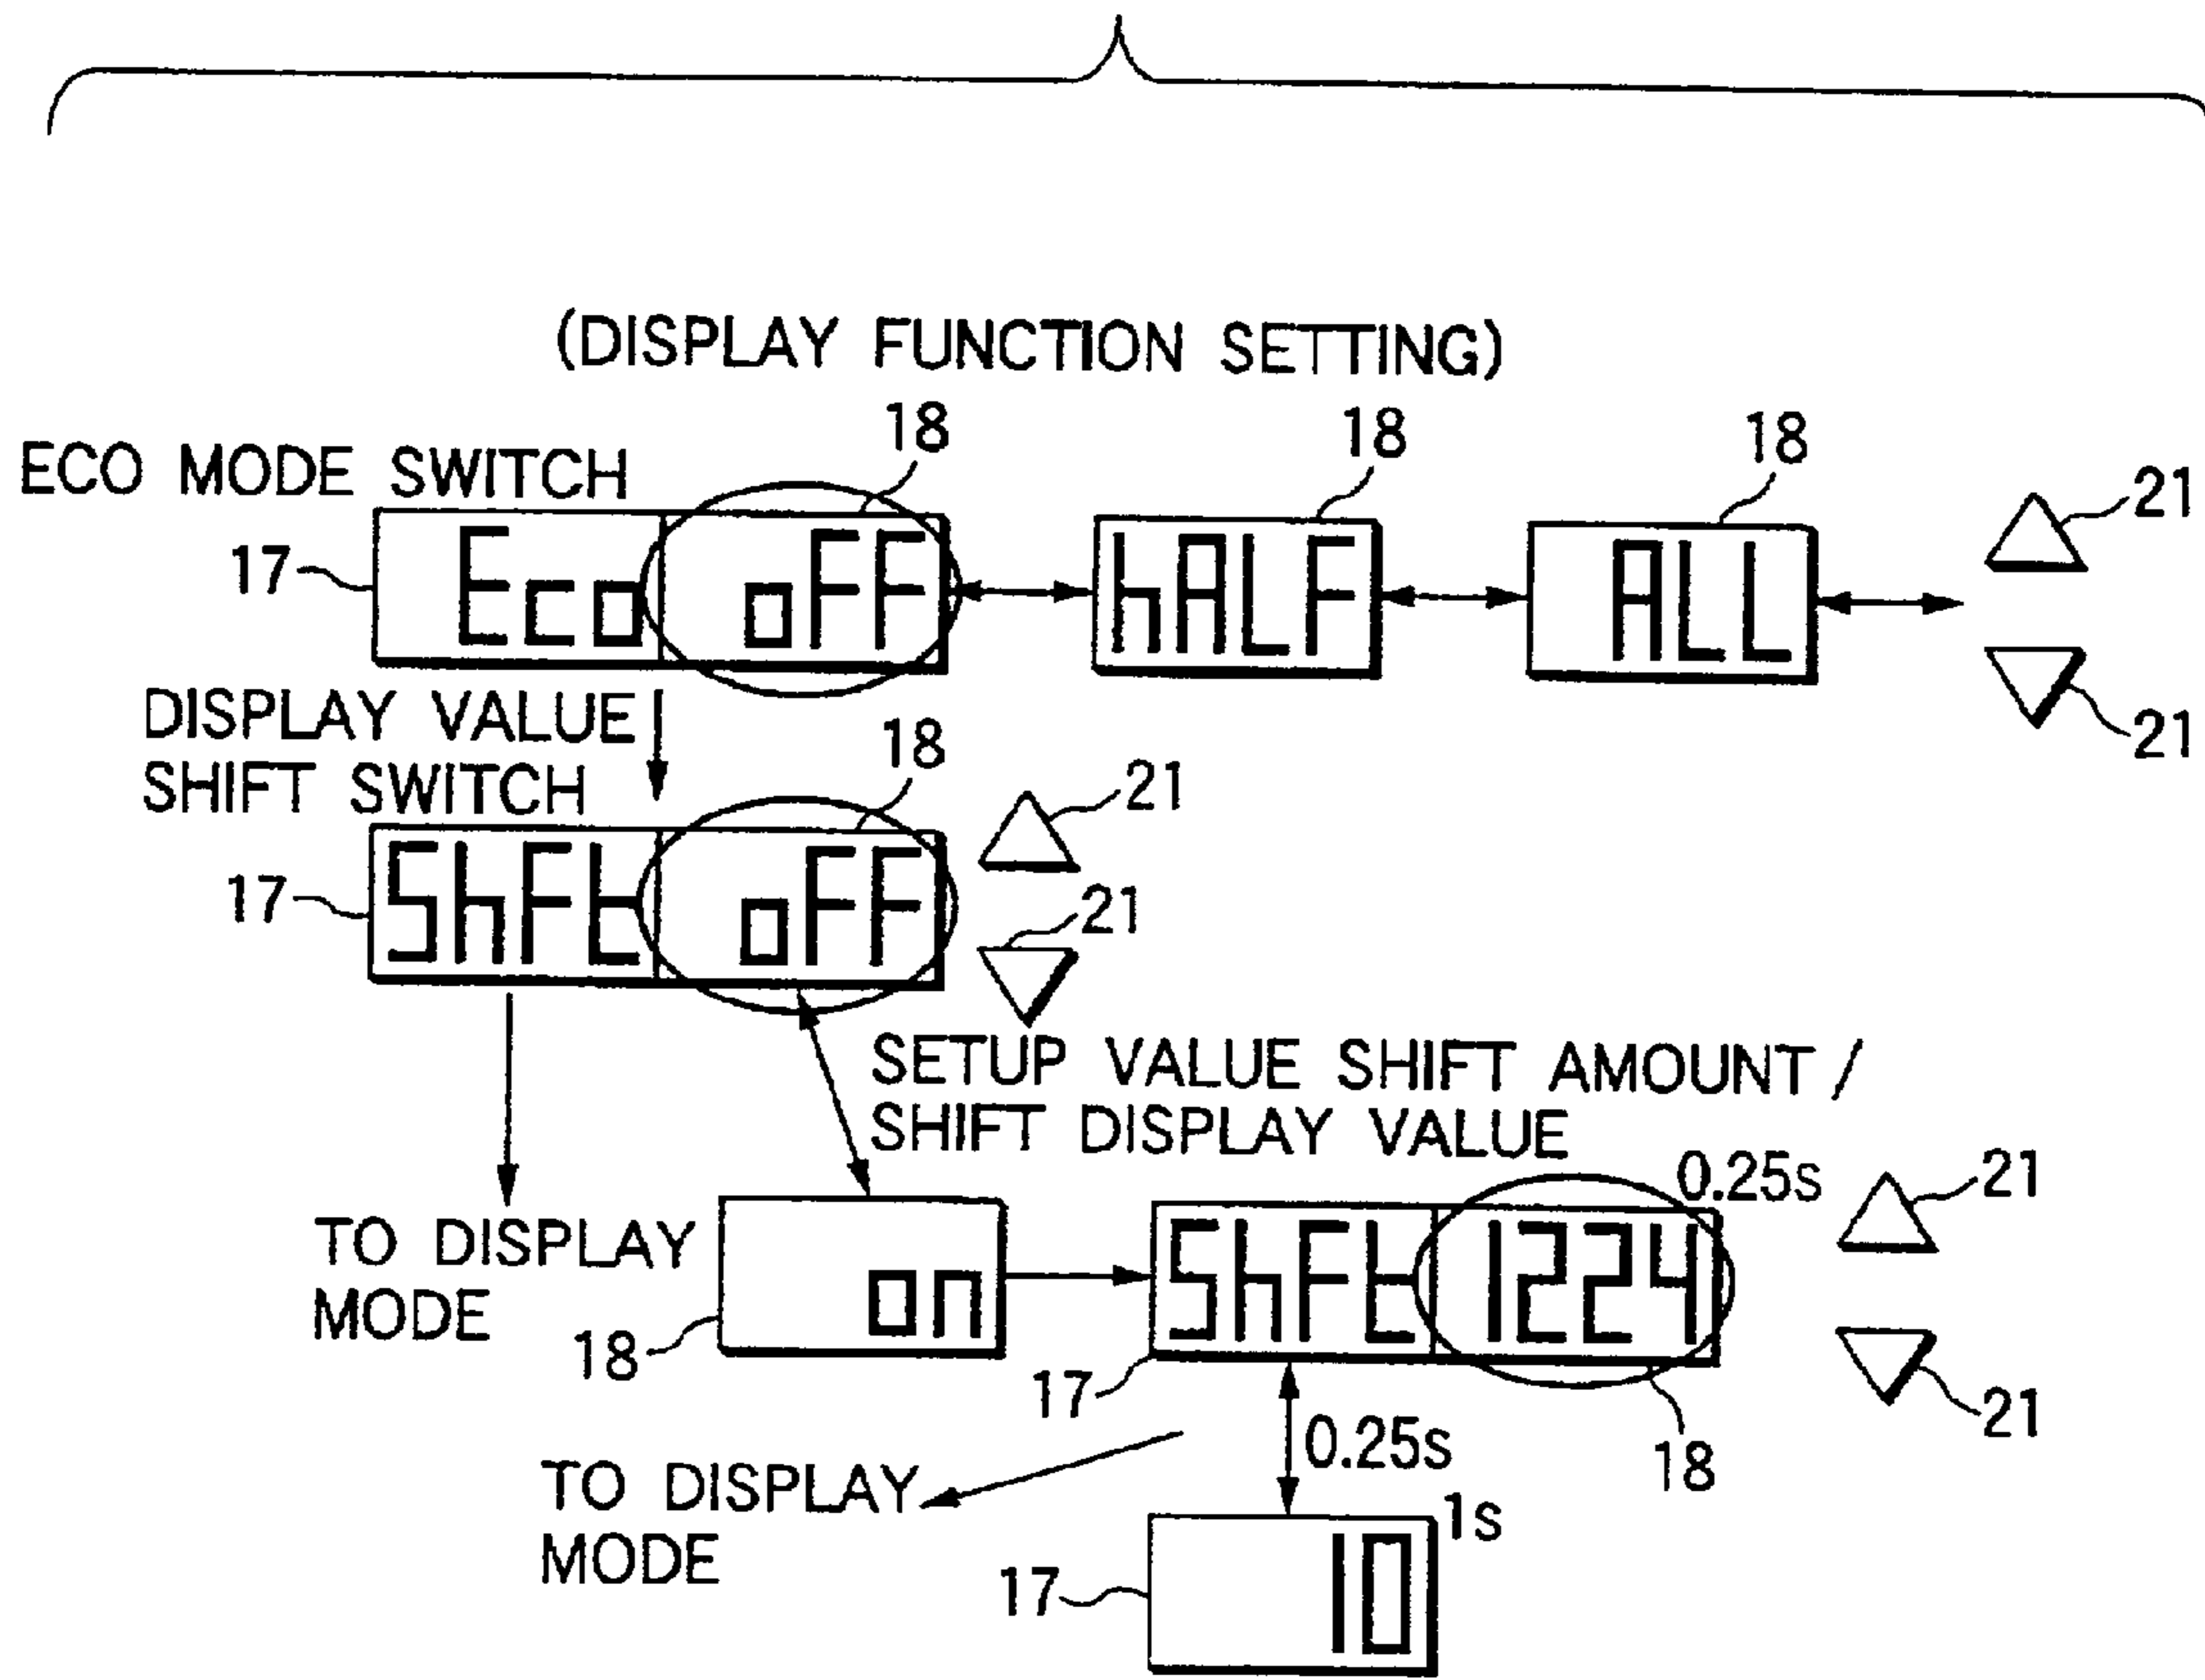 (DISPLAY FUNCTION SETTING)
18
18
18
ECO MODE SWITCH
21
17
Eco oFF
hALF
ALL
21
DISPLAY VALUE
SHIFT SWITCH
18
21
17
ShFt oFF
21
SETUP VALUE SHIFT AMOUNT /
SHIFT DISPLAY VALUE
0.25s
21
TO DISPLAY
MODE
on
18
ShFt 1224
17
18
21
0.25s
TO DISPLAY
MODE
1s
17
10